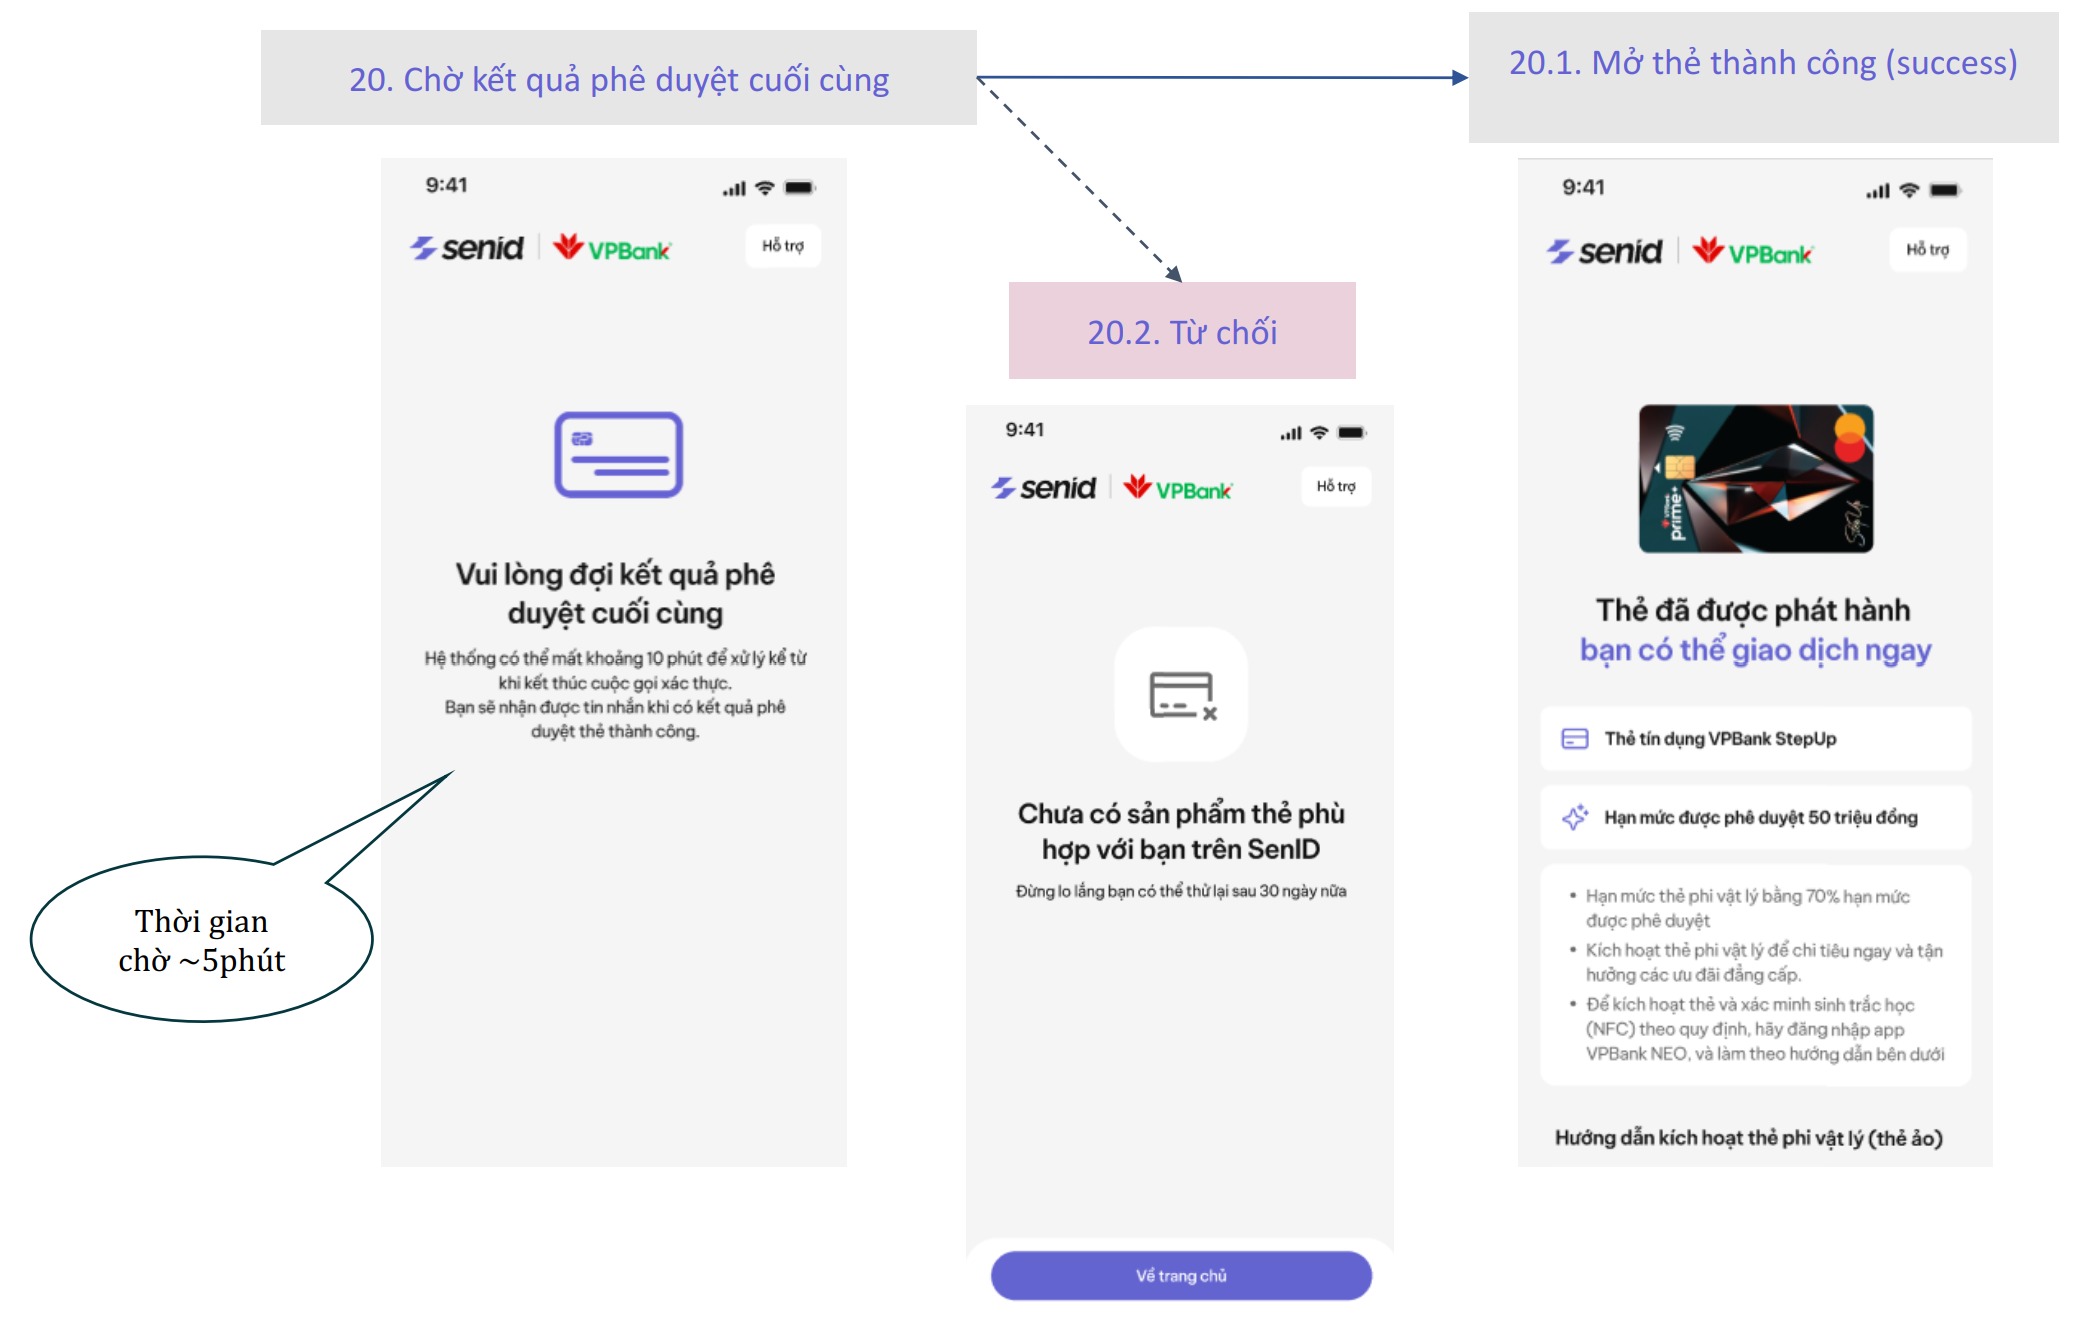 20. Chờ kết quả phê duyệt cuối cùng
20.1. Mở thẻ thành công (success)
20.2. Từ chối
9:41
senid
VPBank
Hỗ trợ
Vui lòng đợi kết quả phê
duyệt cuối cùng
Hệ thống có thể mất khoảng 10 phút để xử lý kể từ
khi kết thúc cuộc gọi xác thực.
Bạn sẽ nhận được tin nhắn khi có kết quả phê
duyệt thẻ thành công.
Thời gian
chờ ~5phút
9:41
senid
VPBank
Hỗ trợ
Chưa có sản phẩm thẻ phù
hợp với bạn trên SenID
Đừng lo lắng bạn có thể thử lại sau 30 ngày nữa
Về trang chủ
9:41
senid
VPBank
Hỗ trợ
VPBank
prime+
StepUp
Thẻ đã được phát hành
bạn có thể giao dịch ngay
Thẻ tín dụng VPBank StepUp
Hạn mức được phê duyệt 50 triệu đồng
• Hạn mức thẻ phi vật lý bằng 70% hạn mức
được phê duyệt
• Kích hoạt thẻ phi vật lý để chi tiêu ngay và tận
hưởng các ưu đãi đẳng cấp.
• Để kích hoạt thẻ và xác minh sinh trắc học
(NFC) theo quy định, hãy đăng nhập app
VPBank NEO, và làm theo hướng dẫn bên dưới
Hướng dẫn kích hoạt thẻ phi vật lý (thẻ ảo)